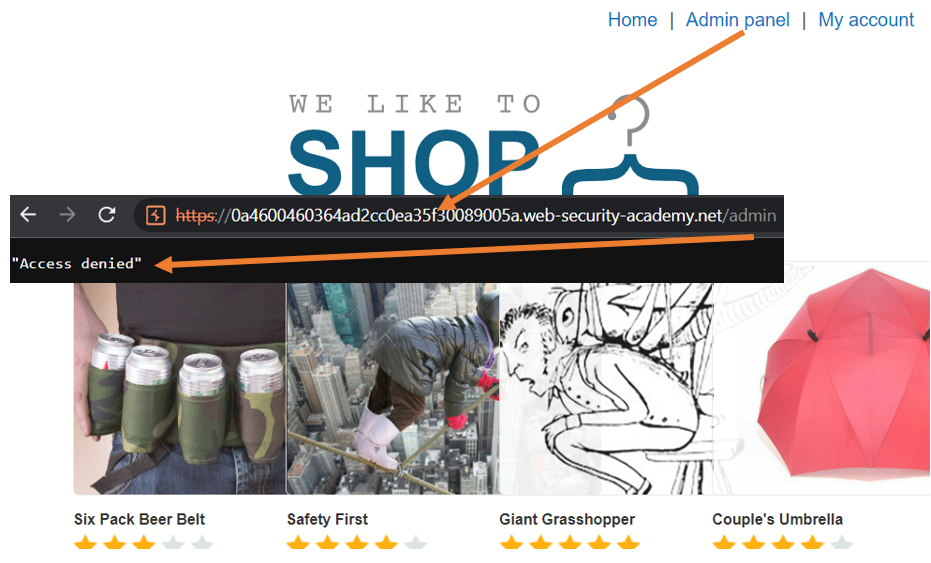 Home | Admin panel | My account
WE LIKE TO
SHOP
https://0a4600460364ad2cc0ea35f30089005a.web-security-academy.net/admin
"Access denied"
Six Pack Beer Belt
Safety First
Giant Grasshopper
Couple's Umbrella